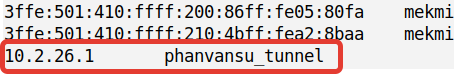 3ffe:501:410:ffff:200:86ff:fe05:80fa mekmi
3ffe:501:410:ffff:210:4bff:fea2:8baa mekmi
10.2.26.1 phanvansu_tunnel